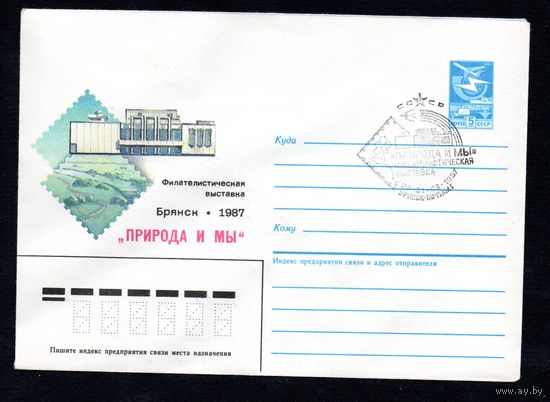 Филателистическая
выставка
Брянск • 1987
„ПРИРОДА И МЫ“
ПОЧТА 5 СССР
СССР
"ПРИРОДА И МЫ"
ФИЛАТЕЛИСТИЧЕСКАЯ
ВЫСТАВКА
БРЯНСК-ПОЧТАМТ
Куда
Кому
Индекс предприятия связи и адрес отправителя
Пишите индекс предприятия связи места назначения
www.ay.by